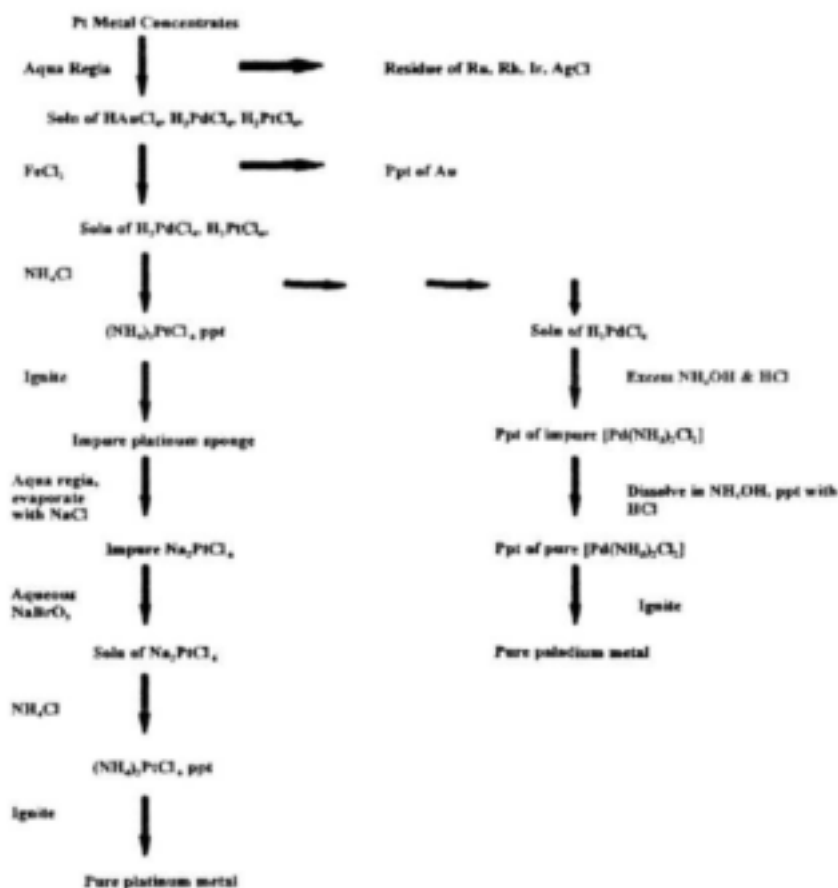 Pt Metal Concentrates
Aqua Regia
Residue of Ru, Rh, Ir, AgCl
Soln of HAuCl₄, H₂PdCl₄, H₂PtCl₆,
FeCl₂
Ppt of Au
Soln of H₂PdCl₄, H₂PtCl₆,
NH₄Cl
(NH₄)₂PtCl₆ ppt
Soln of H₂PdCl₄
Ignite
Excess NH₄OH & HCl
Impure platinum sponge
Ppt of impure [Pd(NH₃)₂Cl₂]
Aqua regia,
evaporate
with NaCl
Dissolve in NH₄OH, ppt with
HCl
Impure Na₂PtCl₆
Ppt of pure [Pd(NH₃)₂Cl₂]
Aqueous
NaBrO₃
Ignite
Soln of Na₂PtCl₆
Pure paladium metal
NH₄Cl
(NH₄)₂PtCl₆ ppt
Ignite
Pure platinum metal